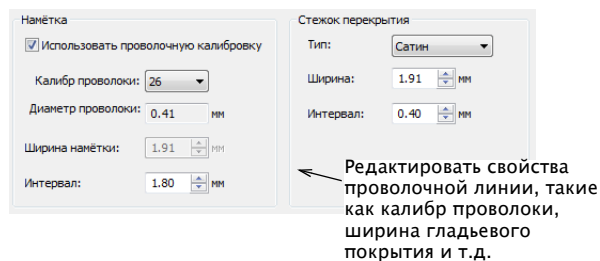 Намётка
Использовать проволочную калибровку
Калибр проволоки: 26
Диаметр проволоки: 0.41 мм
Ширина намётки: 1.91 мм
Интервал: 1.80 мм
Стежок перекрытия
Тип: Сатин
Ширина: 1.91 мм
Интервал: 0.40 мм
Редактировать свойства
проволочной линии, такие
как калибр проволоки,
ширина гладьевого
покрытия и т.д.